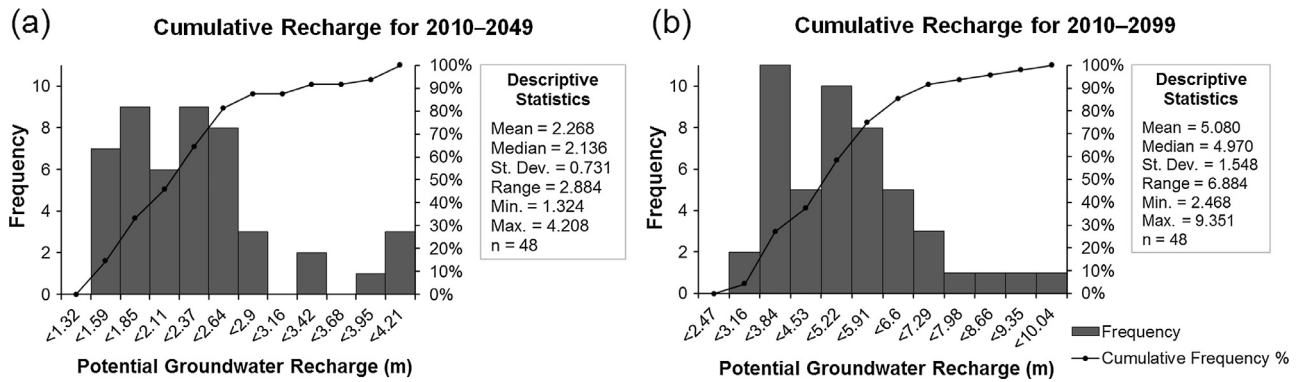 (a)
Cumulative Recharge for 2010–2049
10
8
6
4
2
0
Frequency
100%
90%
80%
70%
60%
50%
40%
30%
20%
10%
0%
<1.32
<1.59
<1.85
<2.11
<2.37
<2.64
<2.9
<3.16
<3.42
<3.68
<3.95
<4.21
Potential Groundwater Recharge (m)
Descriptive
Statistics
Mean = 2.268
Median = 2.136
St. Dev. = 0.731
Range = 2.884
Min. = 1.324
Max. = 4.208
n = 48
(b)
Cumulative Recharge for 2010–2099
10
8
6
4
2
0
Frequency
100%
90%
80%
70%
60%
50%
40%
30%
20%
10%
0%
<2.47
<3.16
<3.84
<4.53
<5.22
<5.91
<6.6
<7.29
<7.98
<8.66
<9.35
<10.04
Potential Groundwater Recharge (m)
Descriptive
Statistics
Mean = 5.080
Median = 4.970
St. Dev. = 1.548
Range = 6.884
Min. = 2.468
Max. = 9.351
n = 48
Frequency
Cumulative Frequency %